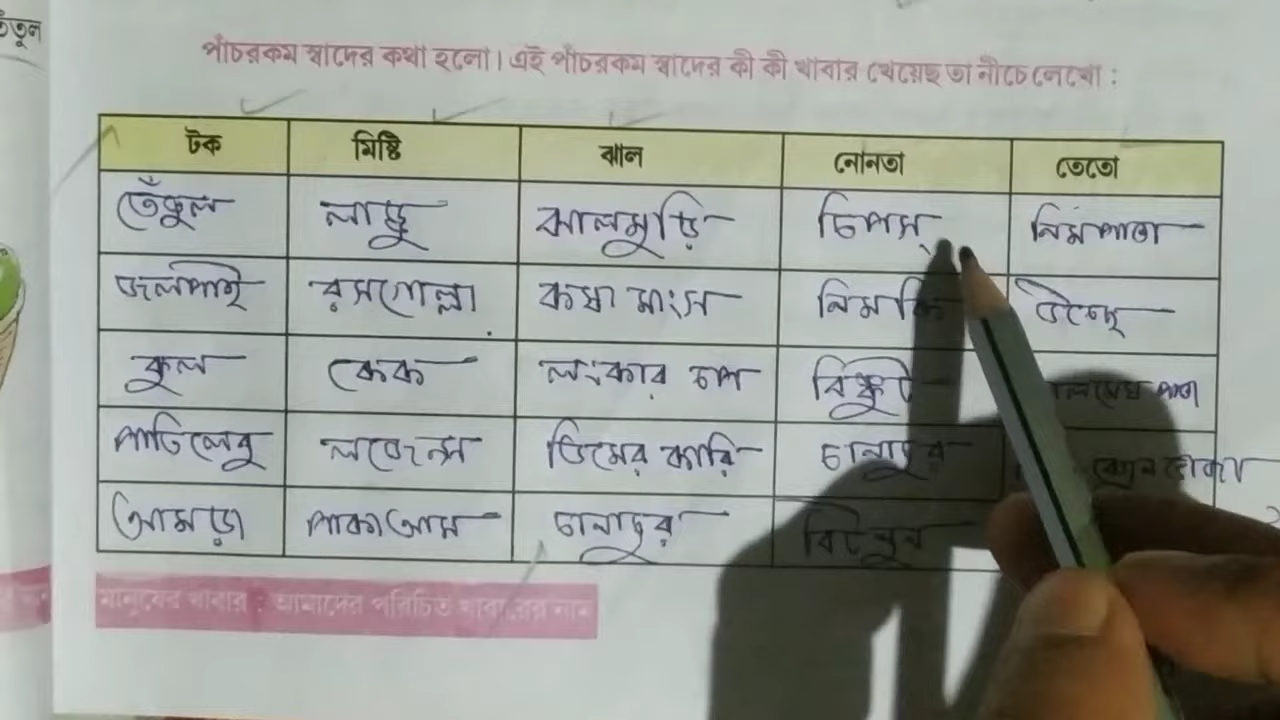 তেঁতুল
পাঁচরকম স্বাদের কথা হলো। এই পাঁচরকম স্বাদের কী কী খাবার খেয়েছ তা নীচে লেখো :
টক মিষ্টি ঝাল নোনতা তেতো
তেঁতুল লাড্ডু ঝালমুড়ি চিপস্ নিমপাতা
জলপাই রসগোল্লা কষা মাংস নিমকি উচ্ছে
কুল কেক লংকার চপ বিস্কুট পাতা
পাতিলেবু লজেন্স ডিমের কারি চানাচুর
আমড়া পাকা আম চানাচুর বিটনুন
মানুষের খাবার : আমাদের পরিচিত খাবারের নাম